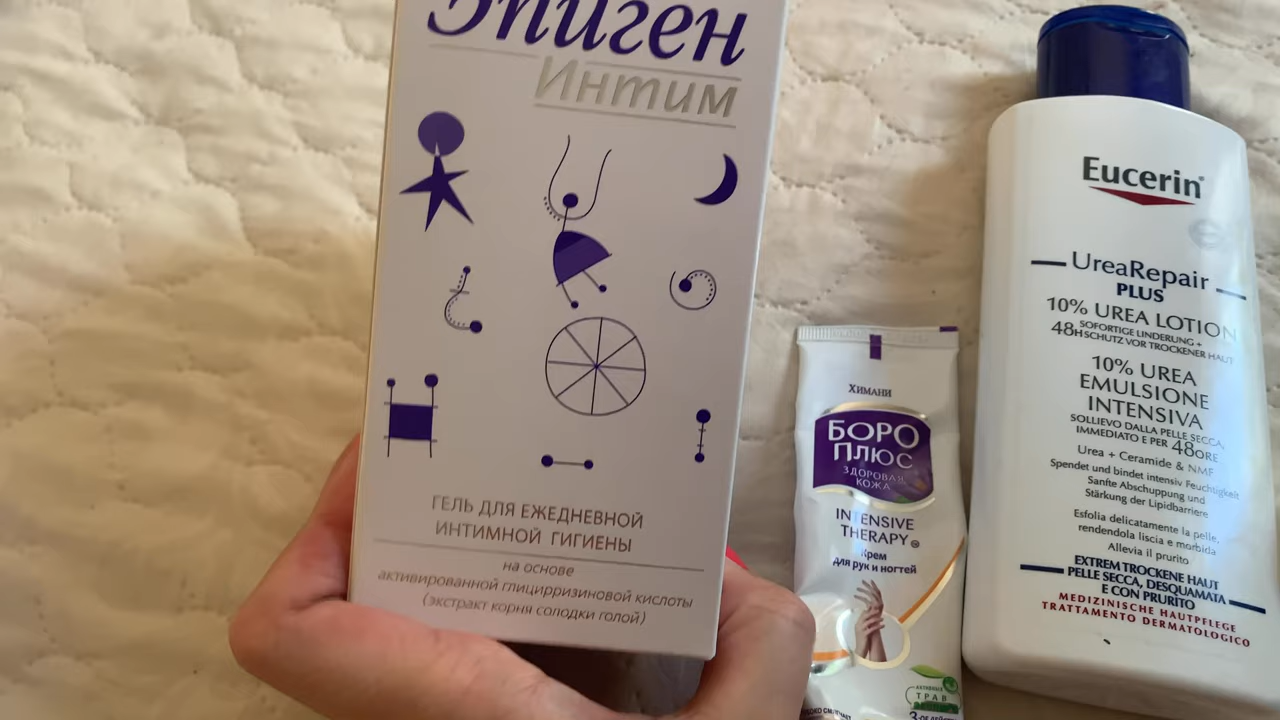 Эпиген
Интим
ГЕЛЬ ДЛЯ ЕЖЕДНЕВНОЙ
ИНТИМНОЙ ГИГИЕНЫ
на основе
активированной глицирризиновой кислоты
(экстракт корня солодки голой)
ХИМАНИ
БОРО
ПЛЮС
ЗДОРОВАЯ
КОЖА
INTENSIVE
THERAPY
Крем
для рук и ногтей
ТРАВ
3-ое
Eucerin
UreaRepair
PLUS
10% UREA LOTION
SOFORTIGE LINDERUNG +
48H SCHUTZ VOR TROCKENER HAUT
10% UREA
EMULSIONE
INTENSIVA
SOLLIEVO DALLA PELLE SECCA,
IMMEDIATO E PER 48ORE
Urea + Ceramide & NMF
Spendet und bindet intensiv Feuchtigkeit
Sanfte Abschuppung und
Stärkung der Lipidbarriere
Esfolia delicatamente la pelle,
rendendola liscia e morbida
Allevia il prurito
EXTREM TROCKENE HAUT
PELLE SECCA, DESQUAMATA
E CON PRURITO
MEDIZINISCHE HAUTPFLEGE
TRATTAMENTO DERMATOLOGICO